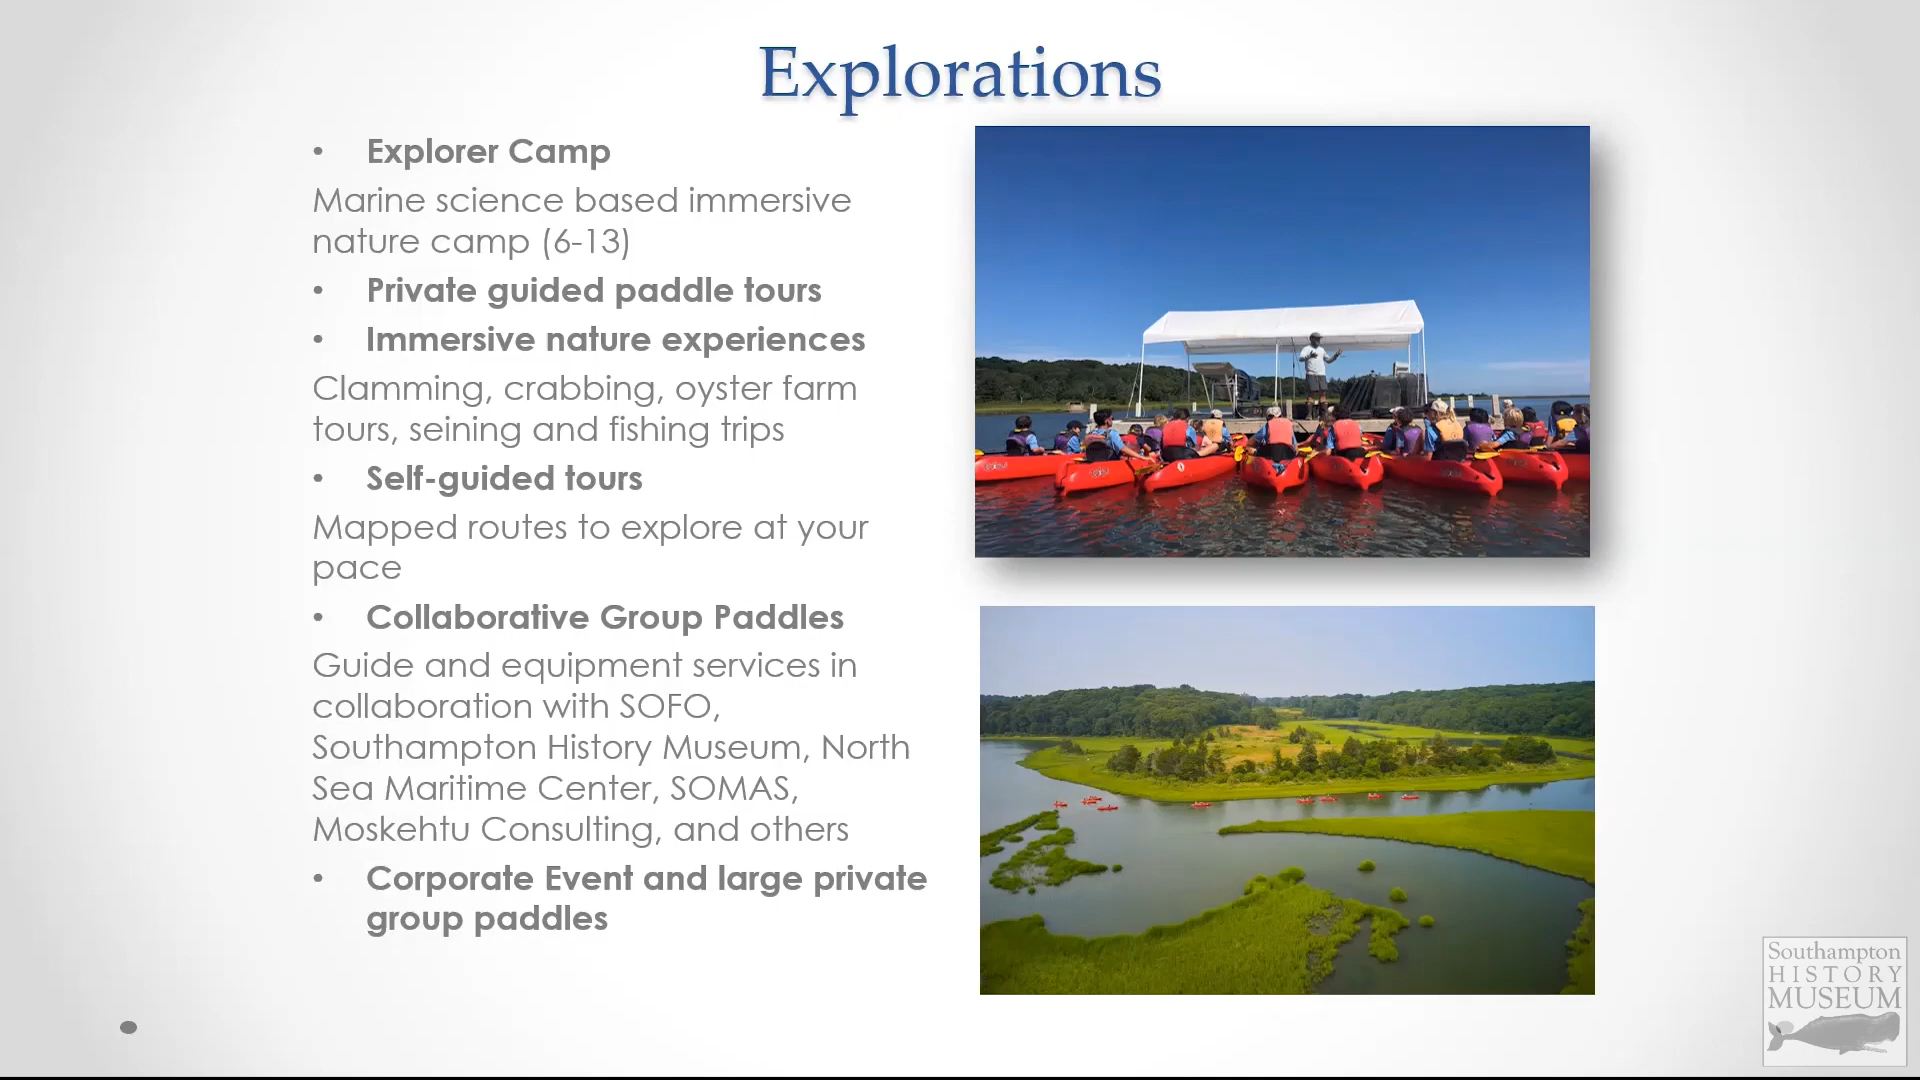 Explorations
• Explorer Camp
Marine science based immersive
nature camp (6-13)
• Private guided paddle tours
• Immersive nature experiences
Clamming, crabbing, oyster farm
tours, seining and fishing trips
• Self-guided tours
Mapped routes to explore at your
pace
• Collaborative Group Paddles
Guide and equipment services in
collaboration with SOFO,
Southampton History Museum, North
Sea Maritime Center, SOMAS,
Moskehtu Consulting, and others
• Corporate Event and large private
group paddles
Southampton
HISTORY
MUSEUM